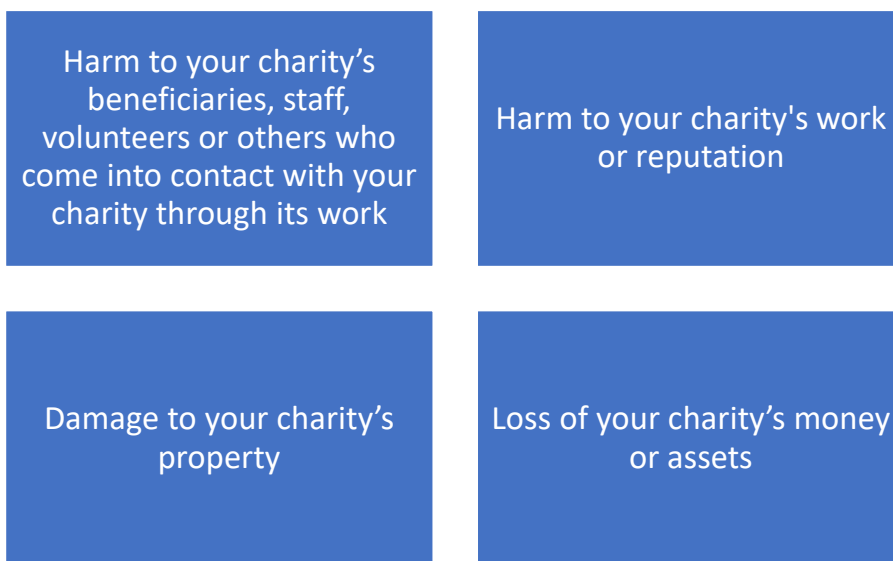 Harm to your charity’s
beneficiaries, staff,
volunteers or others who
come into contact with your
charity through its work
Harm to your charity's work
or reputation
Damage to your charity’s
property
Loss of your charity’s money
or assets